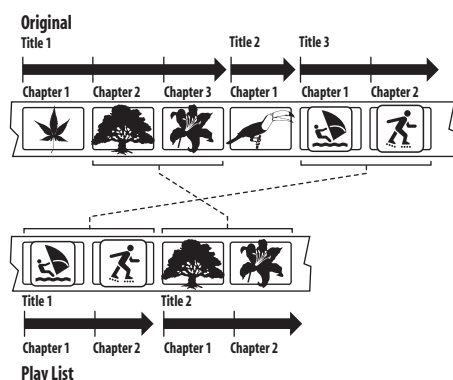 Original
Title 1 Title 2 Title 3
Chapter 1 Chapter 2 Chapter 3 Chapter 1 Chapter 1 Chapter 2
Title 1 Title 2
Chapter 1 Chapter 2 Chapter 1 Chapter 2
Play List